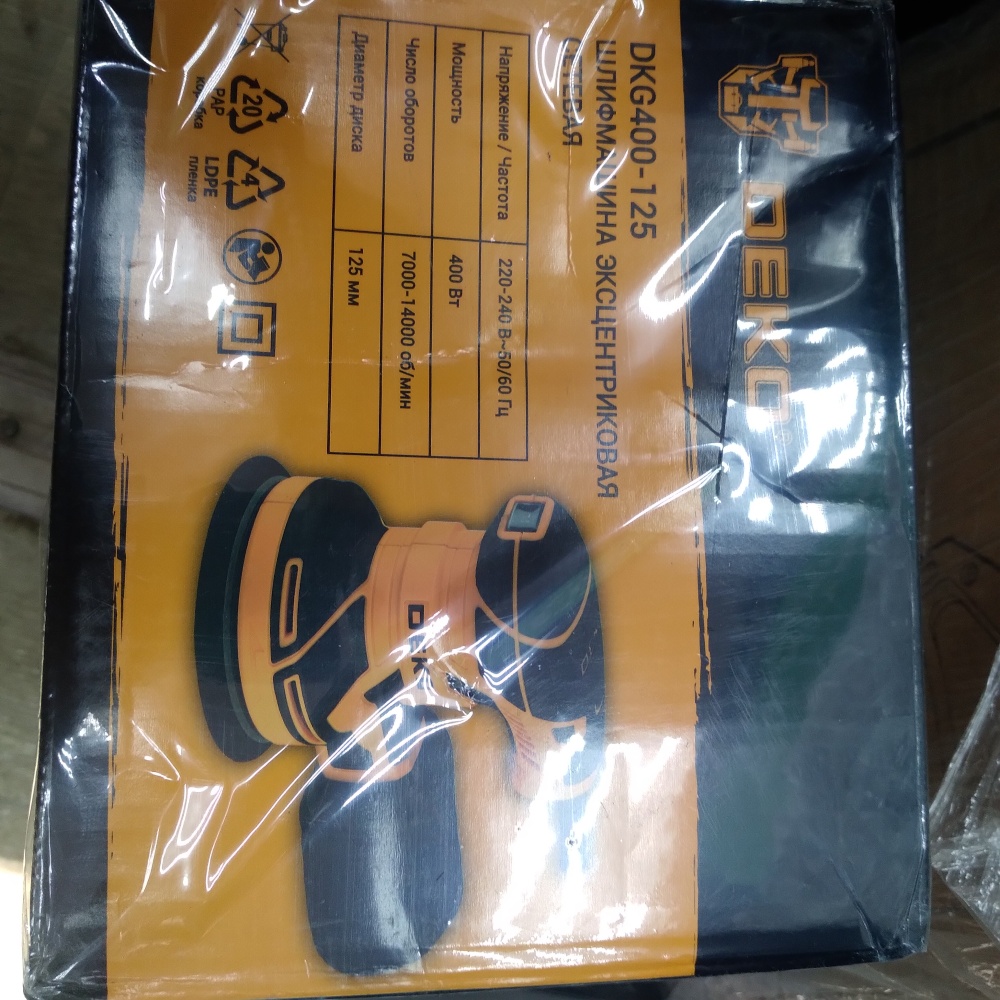 DEKO
DKG400-125
ШЛИФМАШИНА ЭКСЦЕНТРИКОВАЯ
СЕТЕВАЯ
Напряжение / Частота 220-240 В~50/60 Гц
Мощность 400 Вт
Число оборотов 7000-14000 об/мин
Диаметр диска 125 мм
20
PAP
коробка
4
LDPE
пленка
DEKO